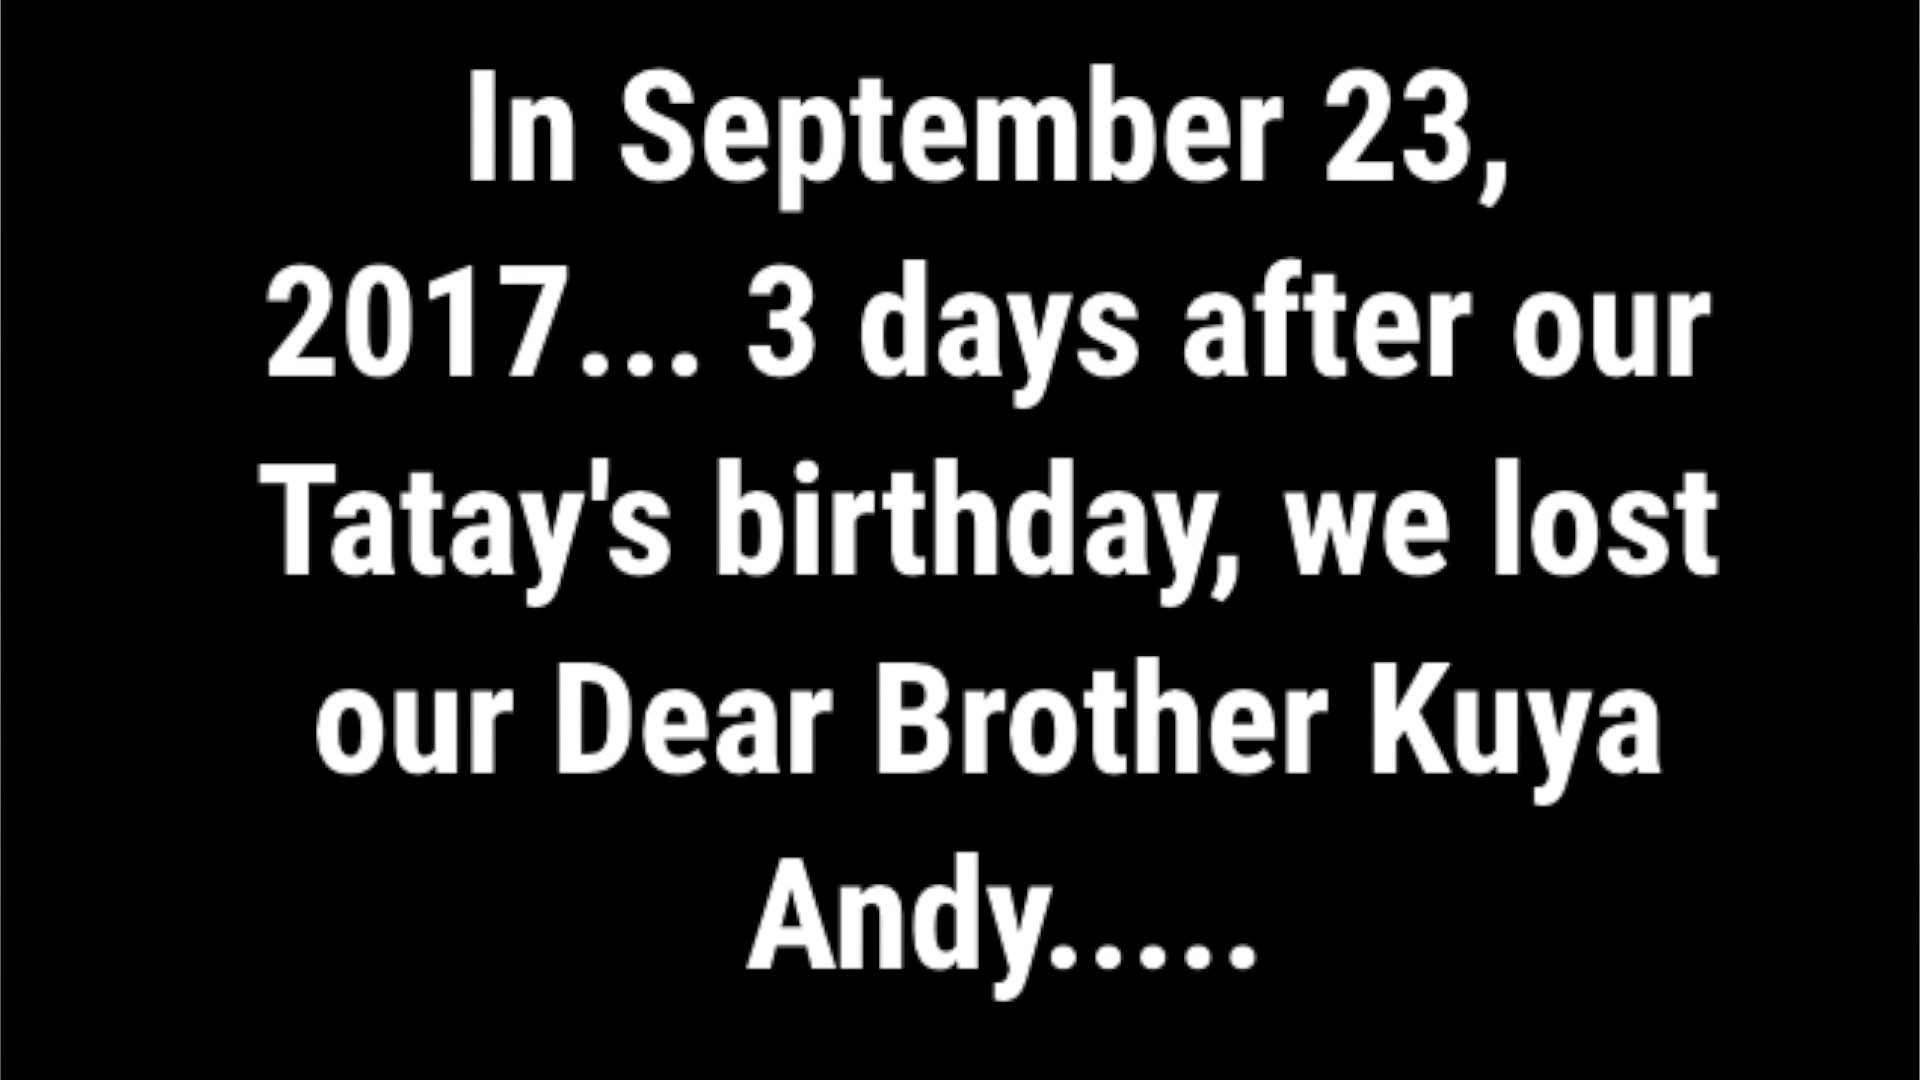 In September 23,
2017... 3 days after our
Tatay's birthday, we lost
our Dear Brother Kuya
Andy.....